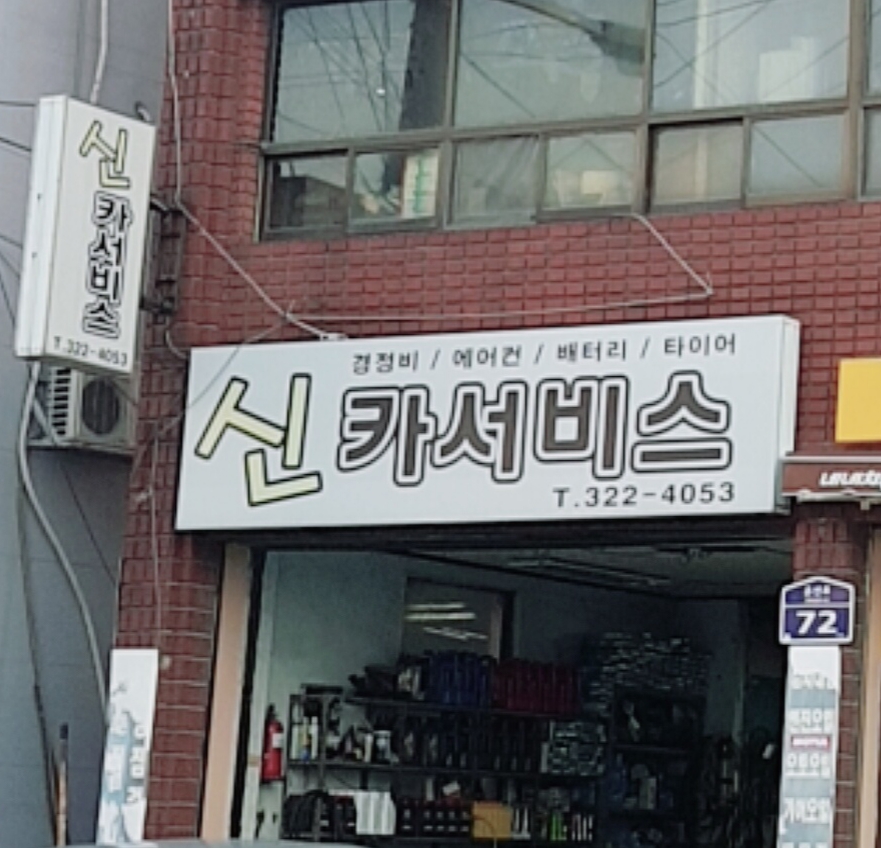 신
카서비스
T.322-4053
경정비 / 에어컨 / 배터리 / 타이어
신 카서비스
T.322-4053
72